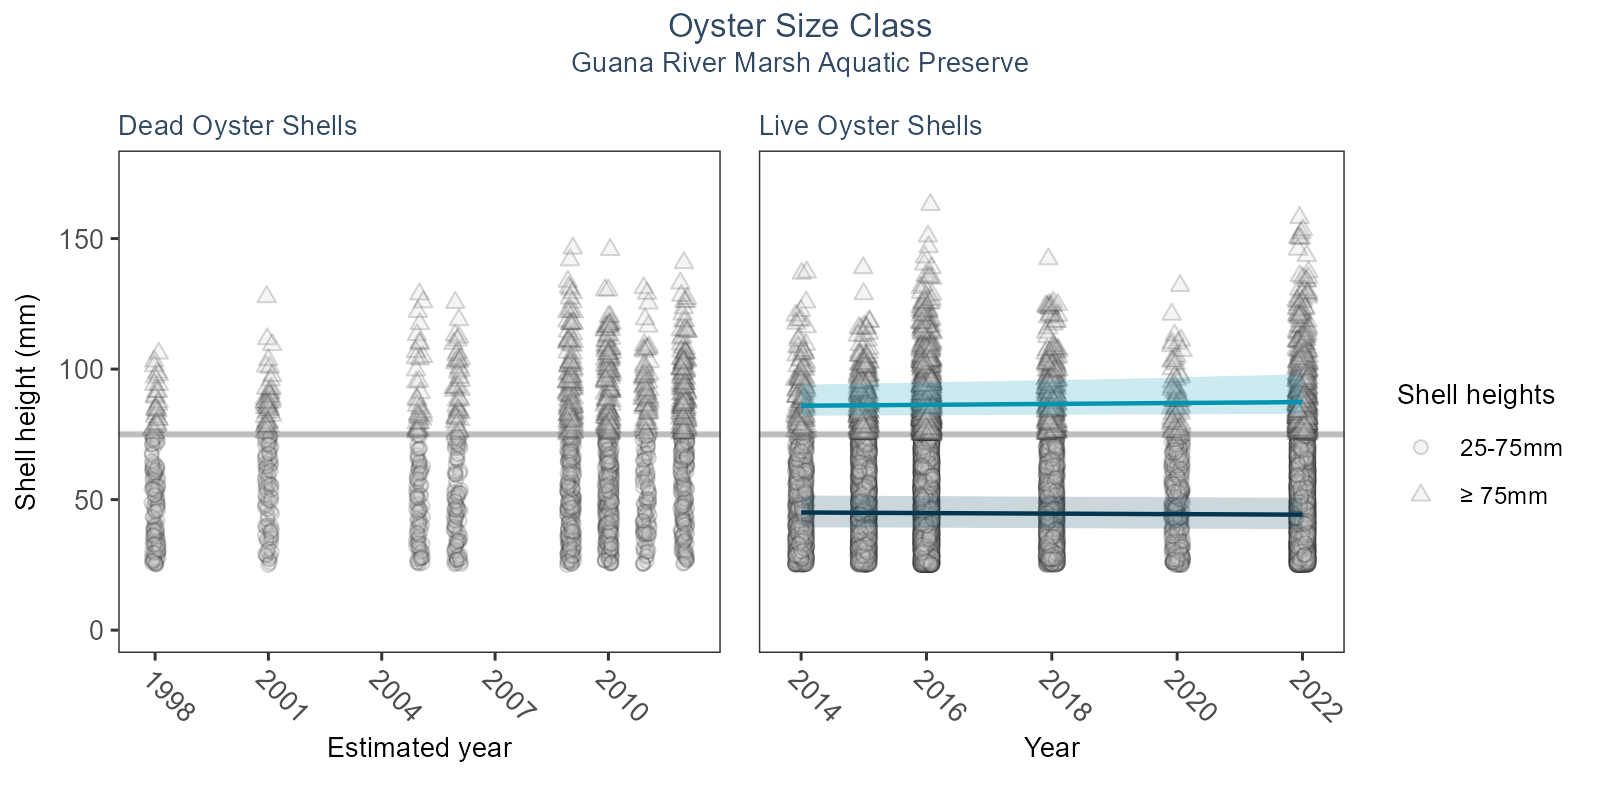 Oyster Size Class
Guana River Marsh Aquatic Preserve
Dead Oyster Shells
Live Oyster Shells
Shell height (mm)
150
100
50
0
1998
2001
2004
2007
2010
Estimated year
2014
2016
2018
2020
2022
Year
Shell heights
25-75mm
≥ 75mm